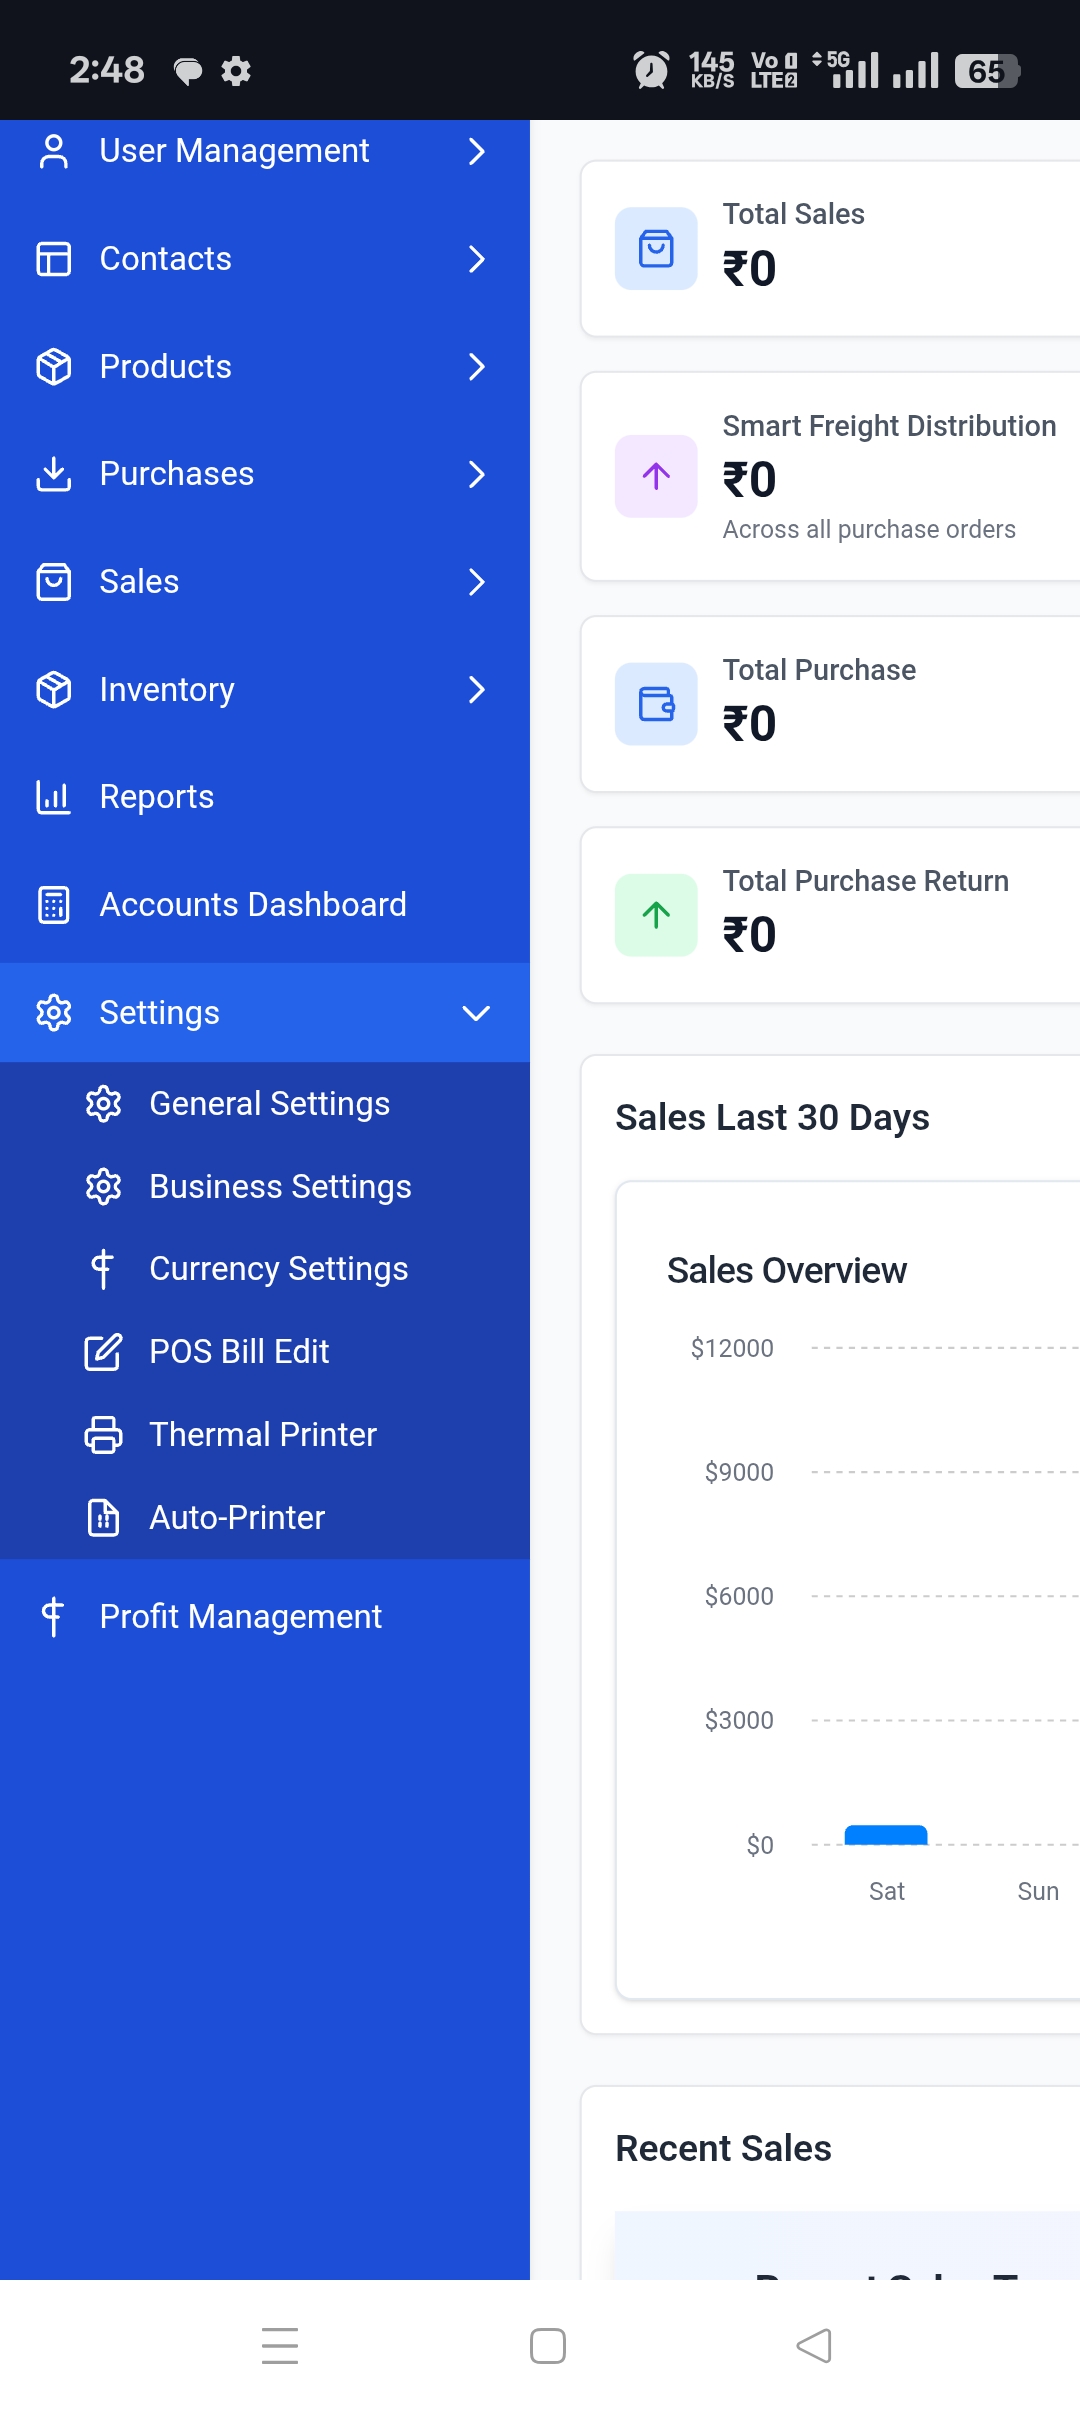 2:48
145 KB/S
Vo 1 LTE2
5G
65
User Management
Contacts
Products
Purchases
Sales
Inventory
Reports
Accounts Dashboard
Settings
General Settings
Business Settings
Currency Settings
POS Bill Edit
Thermal Printer
Auto-Printer
Profit Management
Total Sales
₹0
Smart Freight Distribution
₹0
Across all purchase orders
Total Purchase
₹0
Total Purchase Return
₹0
Sales Last 30 Days
Sales Overview
$12000
$9000
$6000
$3000
$0
Sat
Sun
Recent Sales